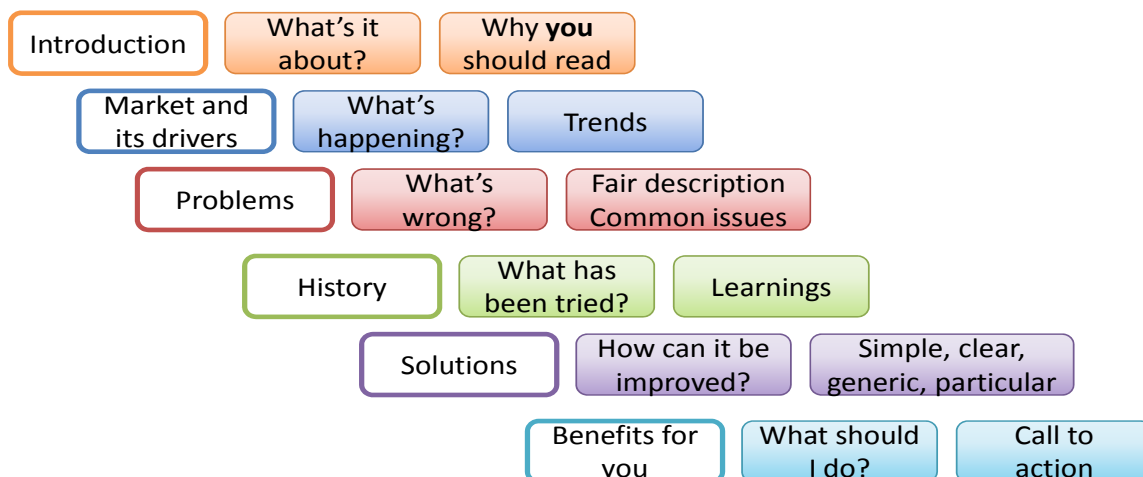 Introduction
What's it
about?
Why you
should read
Market and
its drivers
What's
happening?
Trends
Problems
What's
wrong?
Fair description
Common issues
History
What has
been tried?
Learnings
Solutions
How can it be
improved?
Simple, clear,
generic, particular
Benefits for
you
What should
I do?
Call to
action